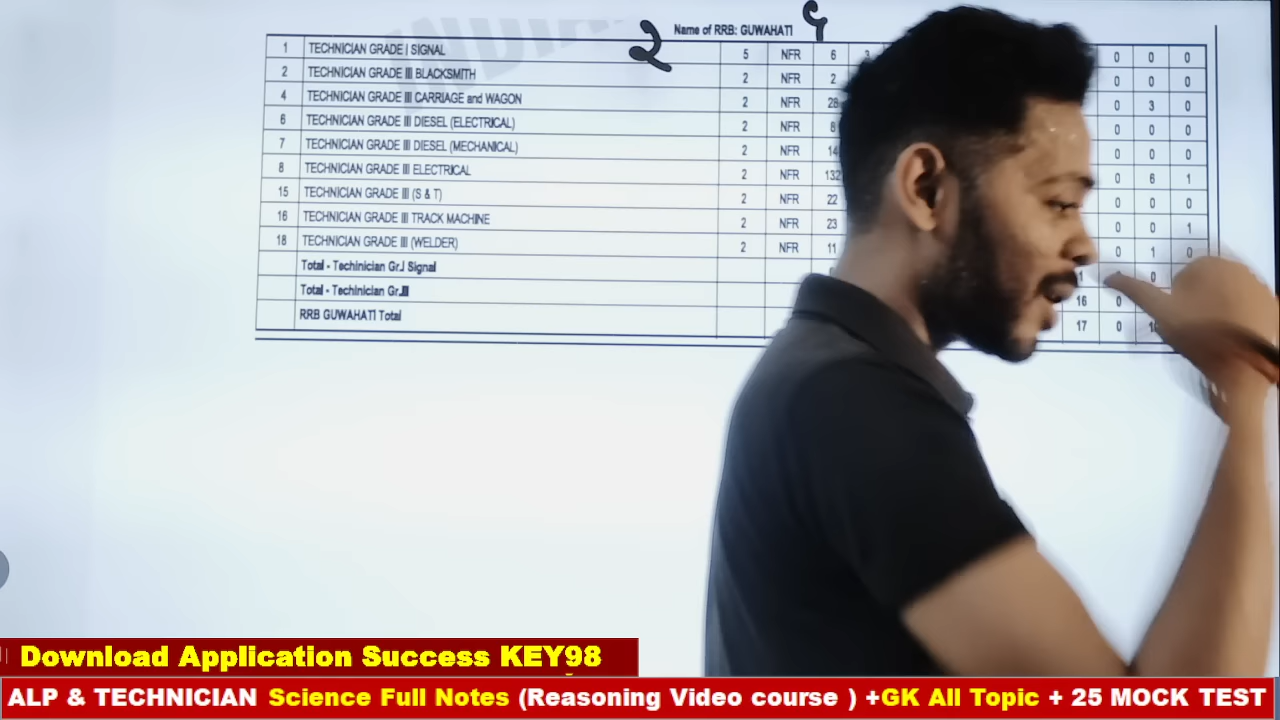 INDIA
Name of RRB: GUWAHATI
1 TECHNICIAN GRADE I SIGNAL 5 NFR 6 3 0 0 0
2 TECHNICIAN GRADE III BLACKSMITH 2 NFR 2 0 0 0
4 TECHNICIAN GRADE III CARRIAGE and WAGON 2 NFR 28 0 3 0
6 TECHNICIAN GRADE III DIESEL (ELECTRICAL) 2 NFR 8 0 0 0
7 TECHNICIAN GRADE III DIESEL (MECHANICAL) 2 NFR 14 0 0 0
8 TECHNICIAN GRADE III ELECTRICAL 2 NFR 132 0 6 1
15 TECHNICIAN GRADE III (S & T) 2 NFR 22 0 0 0
16 TECHNICIAN GRADE III TRACK MACHINE 2 NFR 23 0 0 1
18 TECHNICIAN GRADE III (WELDER) 2 NFR 11 0 1 0
Total - Techinician Gr.I Signal 1 0
Total - Techinician Gr.III 16 0
RRB GUWAHATI Total 17 0
Download Application Success KEY98
ALP & TECHNICIAN Science Full Notes (Reasoning Video course ) +GK All Topic + 25 MOCK TEST